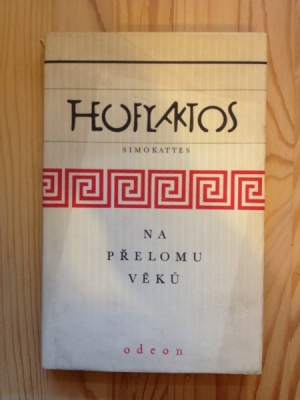 THEOFYLAKTOS
SIMOKATTES
NA
PŘELOMU
VĚKŮ
odeon